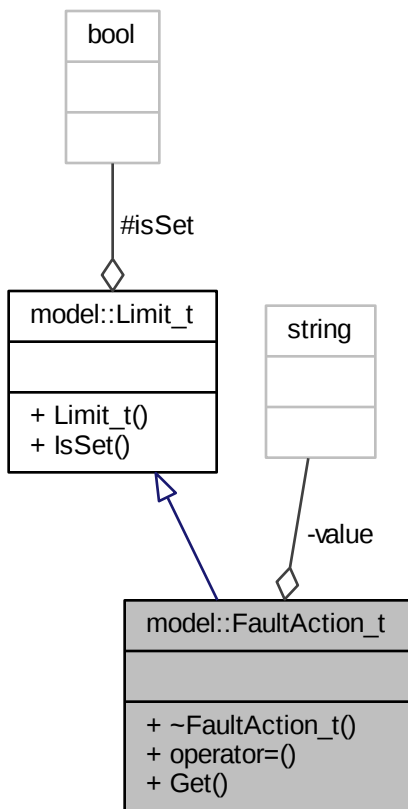 bool
#isSet
model::Limit_t
+ Limit_t()
+ IsSet()
string
-value
model::FaultAction_t
+ ~FaultAction_t()
+ operator=()
+ Get()